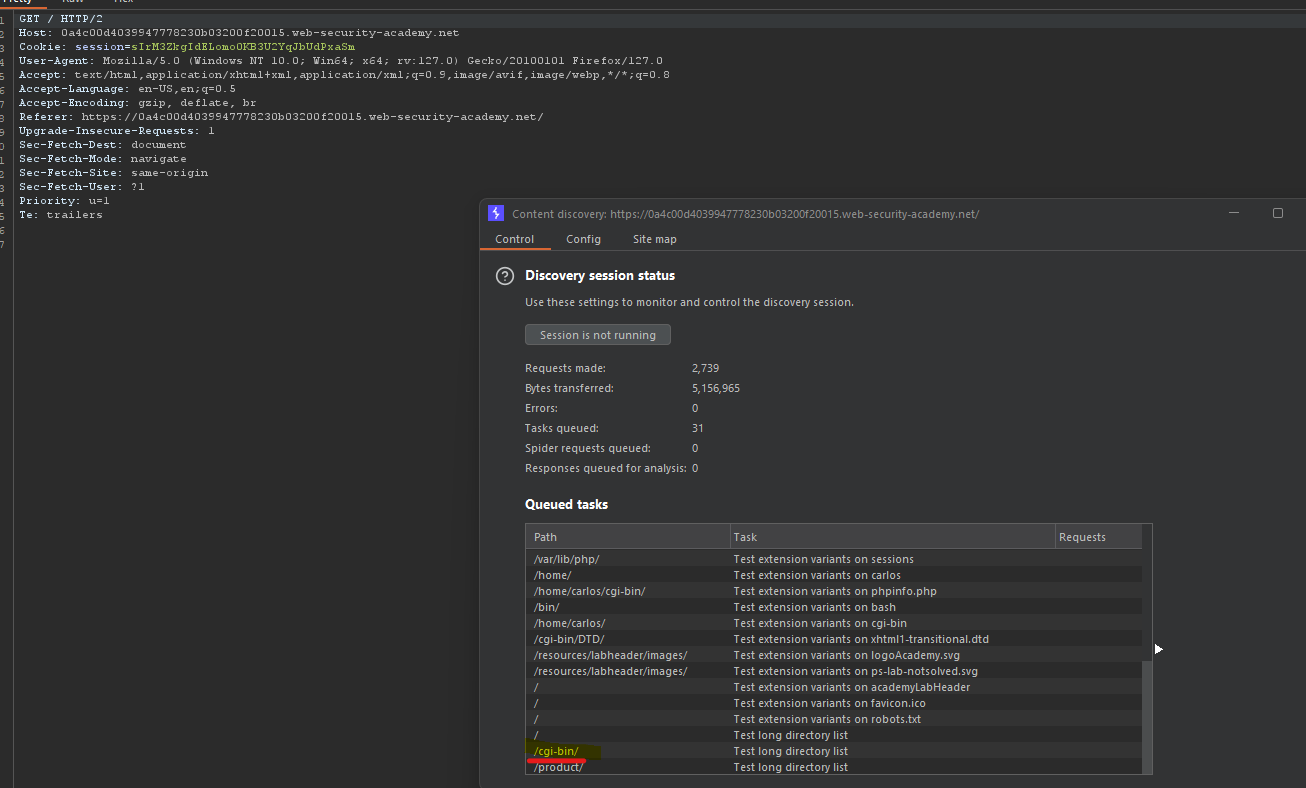 Pretty Raw Hex
1 GET / HTTP/2
2 Host: 0a4c00d4039947778230b03200f20015.web-security-academy.net
3 Cookie: session=sIrM3ZkgIdELomo0KB3U2YqJbUdPxaSm
4 User-Agent: Mozilla/5.0 (Windows NT 10.0; Win64; x64; rv:127.0) Gecko/20100101 Firefox/127.0
5 Accept: text/html,application/xhtml+xml,application/xml;q=0.9,image/avif,image/webp,*/*;q=0.8
6 Accept-Language: en-US,en;q=0.5
7 Accept-Encoding: gzip, deflate, br
8 Referer: https://0a4c00d4039947778230b03200f20015.web-security-academy.net/
9 Upgrade-Insecure-Requests: 1
0 Sec-Fetch-Dest: document
1 Sec-Fetch-Mode: navigate
2 Sec-Fetch-Site: same-origin
3 Sec-Fetch-User: ?1
4 Priority: u=1
5 Te: trailers
6
7
Content discovery: https://0a4c00d4039947778230b03200f20015.web-security-academy.net/
Control Config Site map
? Discovery session status
Use these settings to monitor and control the discovery session.
Session is not running
Requests made: 2,739
Bytes transferred: 5,156,965
Errors: 0
Tasks queued: 31
Spider requests queued: 0
Responses queued for analysis: 0
Queued tasks
Path Task Requests
/var/lib/php/ Test extension variants on sessions
/home/ Test extension variants on carlos
/home/carlos/cgi-bin/ Test extension variants on phpinfo.php
/bin/ Test extension variants on bash
/home/carlos/ Test extension variants on cgi-bin
/cgi-bin/DTD/ Test extension variants on xhtml1-transitional.dtd
/resources/labheader/images/ Test extension variants on logoAcademy.svg
/resources/labheader/images/ Test extension variants on ps-lab-notsolved.svg
/ Test extension variants on academyLabHeader
/ Test extension variants on favicon.ico
/ Test extension variants on robots.txt
/ Test long directory list
/cgi-bin/ Test long directory list
/product/ Test long directory list